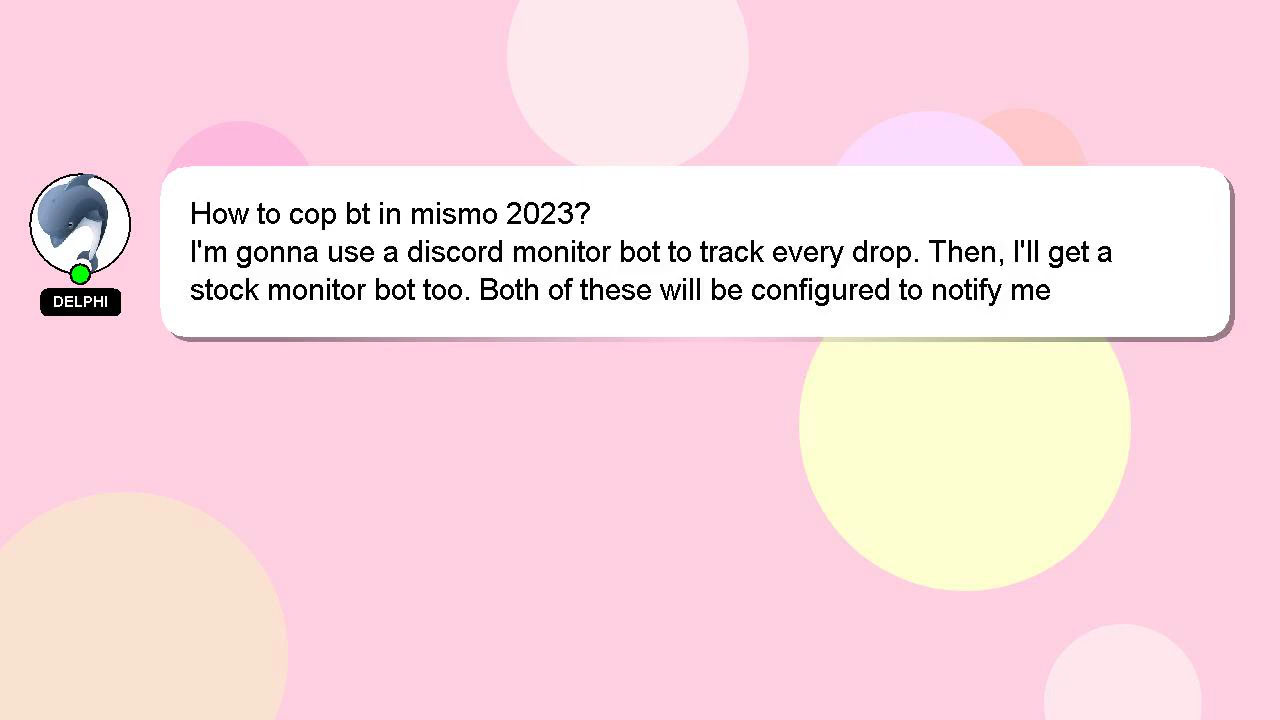 How to cop bt in mismo 2023?
I'm gonna use a discord monitor bot to track every drop. Then, I'll get a
stock monitor bot too. Both of these will be configured to notify me
DELPHI